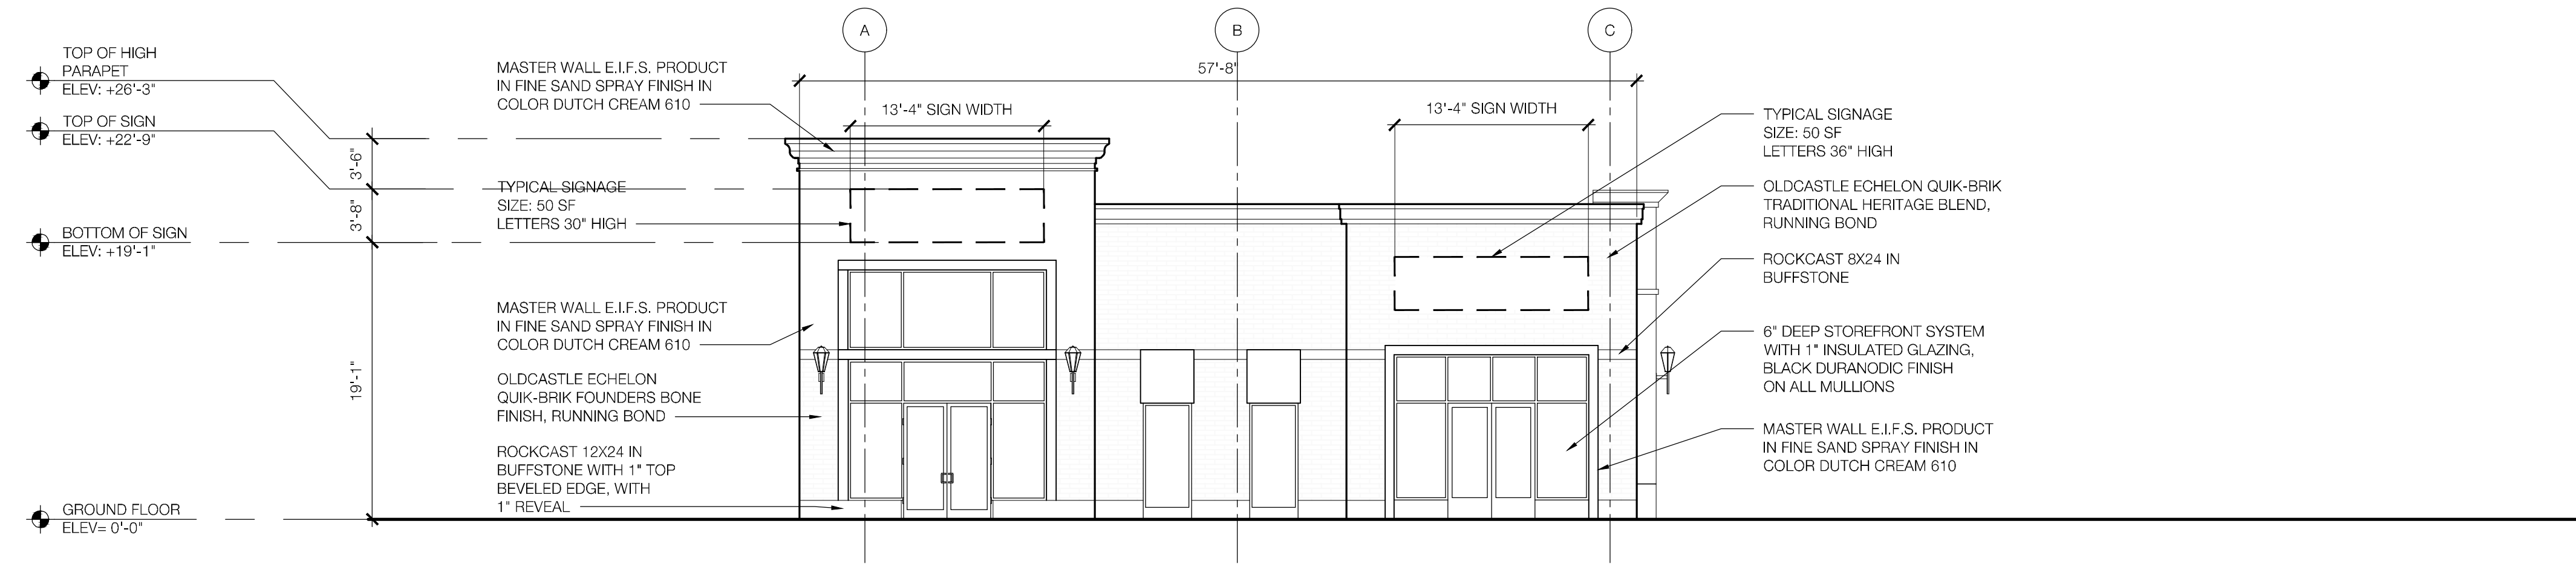 A
B
C
TOP OF HIGH
PARAPET
ELEV: +26'-3"
TOP OF SIGN
ELEV: +22'-9"
BOTTOM OF SIGN
ELEV: +19'-1"
GROUND FLOOR
ELEV= 0'-0"
3'-6"
3'-8"
19'-1"
MASTER WALL E.I.F.S. PRODUCT
IN FINE SAND SPRAY FINISH IN
COLOR DUTCH CREAM 610
TYPICAL SIGNAGE
SIZE: 50 SF
LETTERS 30" HIGH
MASTER WALL E.I.F.S. PRODUCT
IN FINE SAND SPRAY FINISH IN
COLOR DUTCH CREAM 610
OLDCASTLE ECHELON
QUIK-BRIK FOUNDERS BONE
FINISH, RUNNING BOND
ROCKCAST 12X24 IN
BUFFSTONE WITH 1" TOP
BEVELED EDGE, WITH
1" REVEAL
57'-8"
13'-4" SIGN WIDTH
13'-4" SIGN WIDTH
TYPICAL SIGNAGE
SIZE: 50 SF
LETTERS 36" HIGH
OLDCASTLE ECHELON QUIK-BRIK
TRADITIONAL HERITAGE BLEND,
RUNNING BOND
ROCKCAST 8X24 IN
BUFFSTONE
6" DEEP STOREFRONT SYSTEM
WITH 1" INSULATED GLAZING,
BLACK DURANODIC FINISH
ON ALL MULLIONS
MASTER WALL E.I.F.S. PRODUCT
IN FINE SAND SPRAY FINISH IN
COLOR DUTCH CREAM 610